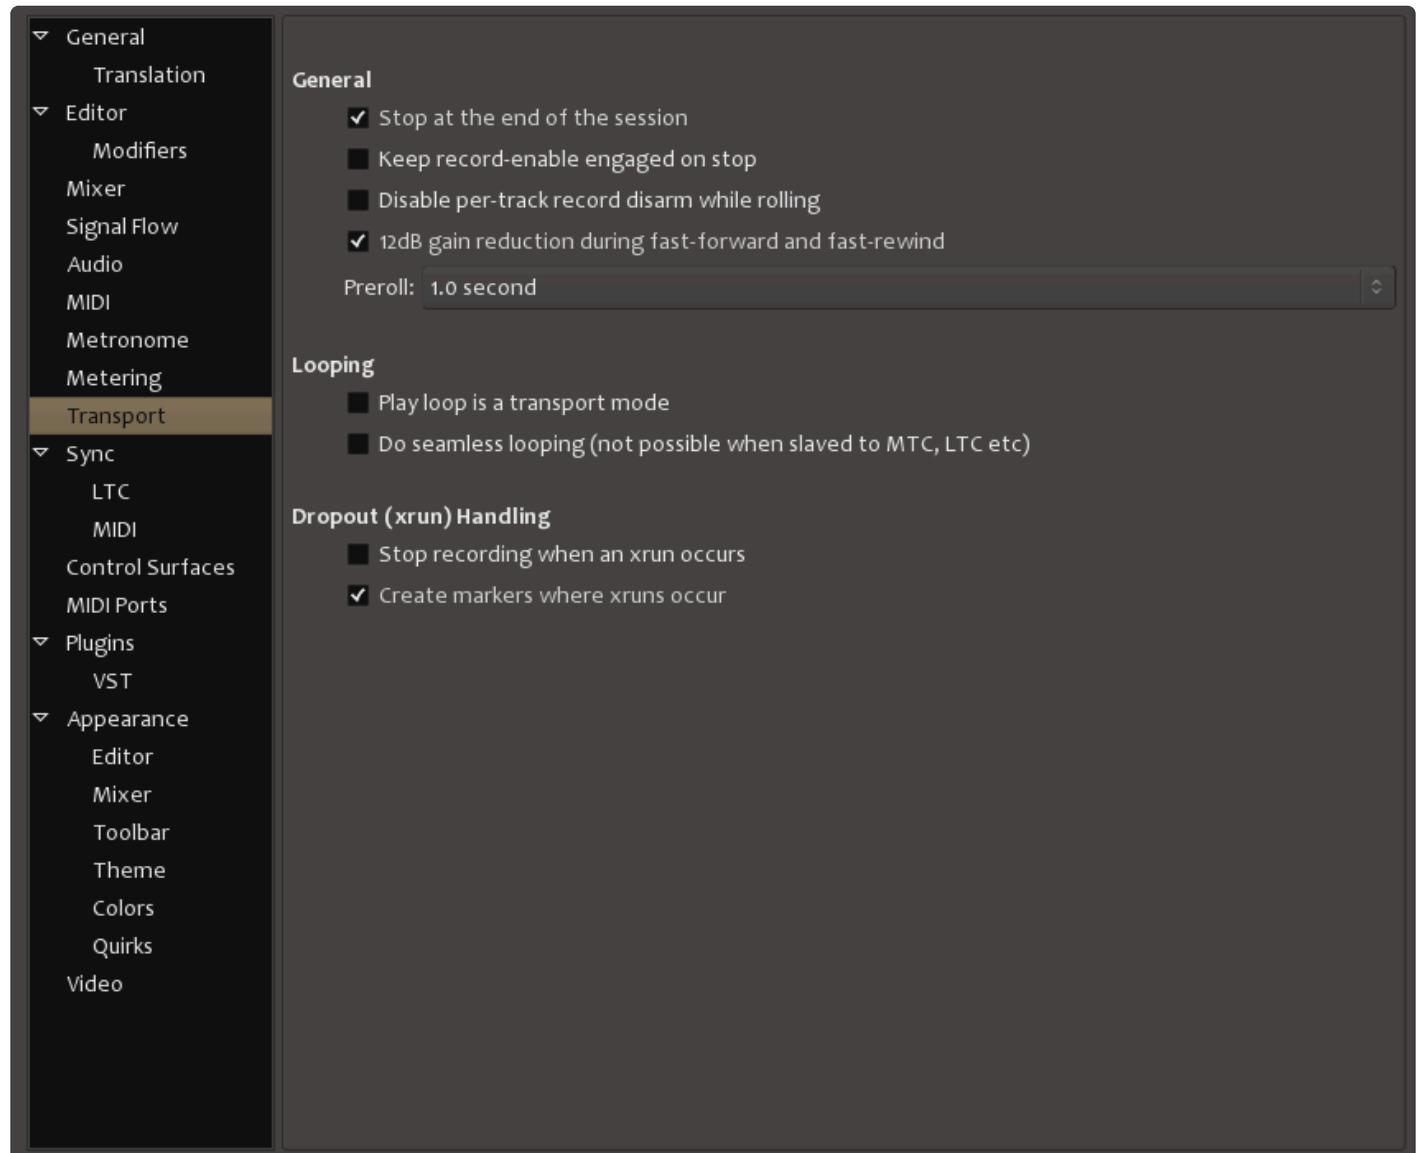 General
Translation
Editor
Modifiers
Mixer
Signal Flow
Audio
MIDI
Metronome
Metering
Transport
Sync
LTC
MIDI
Control Surfaces
MIDI Ports
Plugins
VST
Appearance
Editor
Mixer
Toolbar
Theme
Colors
Quirks
Video
General
Stop at the end of the session
Keep record-enable engaged on stop
Disable per-track record disarm while rolling
12dB gain reduction during fast-forward and fast-rewind
Preroll: 1.0 second
Looping
Play loop is a transport mode
Do seamless looping (not possible when slaved to MTC, LTC etc)
Dropout (xrun) Handling
Stop recording when an xrun occurs
Create markers where xruns occur